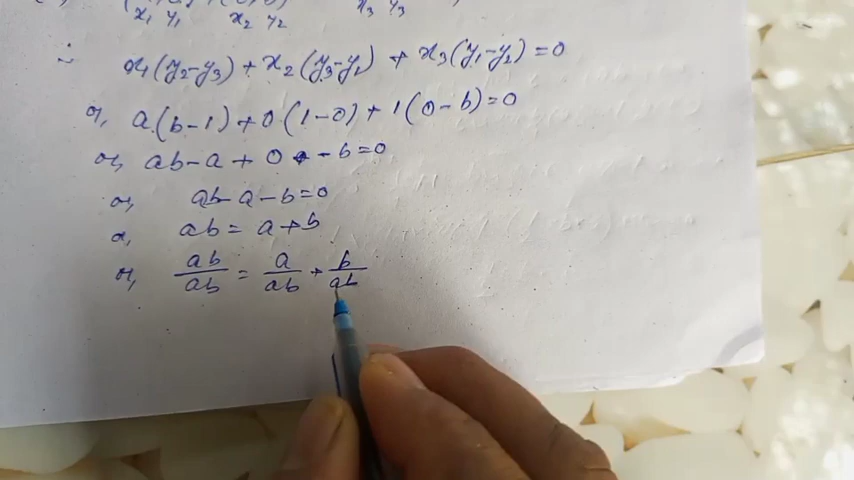 x₁ y₁ x₂ y₂ x₃ y₃
∴ x₁(y₂-y₃) + x₂(y₃-y₁) + x₃(y₁-y₂) = 0
or, a.(b-1) + 0.(1-0) + 1(0-b) = 0
or, ab-a + 0 - b = 0
or, ab-a-b = 0
or, ab = a+b
or, ab/ab = a/ab + b/ab